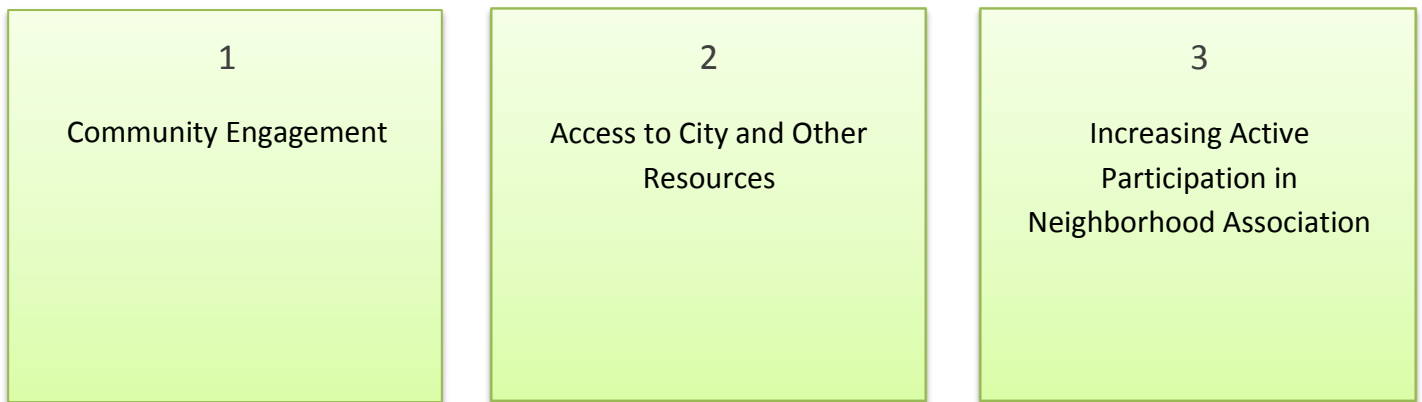 1
Community Engagement
2
Access to City and Other
Resources
3
Increasing Active
Participation in
Neighborhood Association